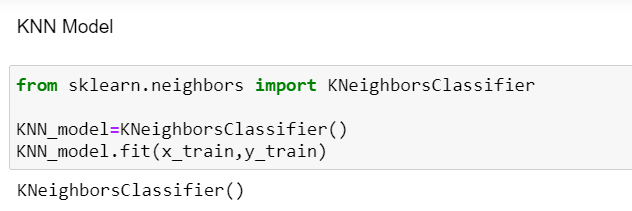 KNN Model
from sklearn.neighbors import KNeighborsClassifier
KNN_model=KNeighborsClassifier()
KNN_model.fit(x_train,y_train)
KNeighborsClassifier()